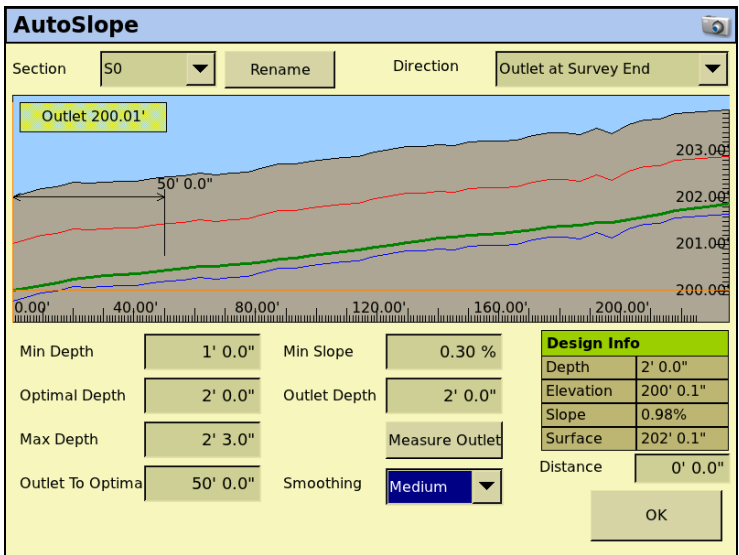 AutoSlope
Section S0 Rename Direction Outlet at Survey End
Outlet 200.01'
50' 0.0"
203.00'
202.00'
201.00'
200.00'
0.00' 40.00' 80.00' 120.00' 160.00' 200.00'
Min Depth 1' 0.0" Min Slope 0.30 %
Optimal Depth 2' 0.0" Outlet Depth 2' 0.0"
Max Depth 2' 3.0" Measure Outlet
Outlet To Optima 50' 0.0" Smoothing Medium
Design Info
Depth 2' 0.0"
Elevation 200' 0.1"
Slope 0.98%
Surface 202' 0.1"
Distance 0' 0.0"
OK